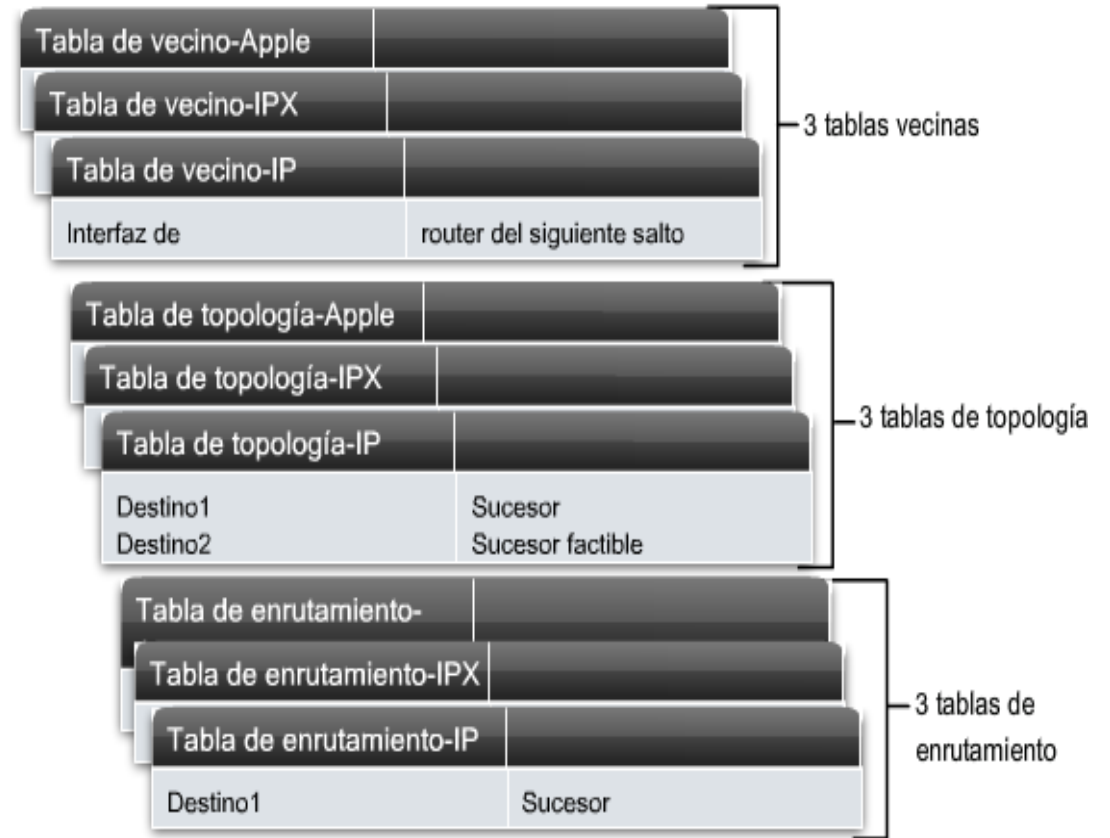 Tabla de vecino-Apple
Tabla de vecino-IPX
Tabla de vecino-IP
Interfaz de router del siguiente salto
3 tablas vecinas
Tabla de topología-Apple
Tabla de topología-IPX
Tabla de topología-IP
Destino1 Sucesor
Destino2 Sucesor factible
3 tablas de topología
Tabla de enrutamiento-
Tabla de enrutamiento-IPX
Tabla de enrutamiento-IP
Destino1 Sucesor
3 tablas de
enrutamiento